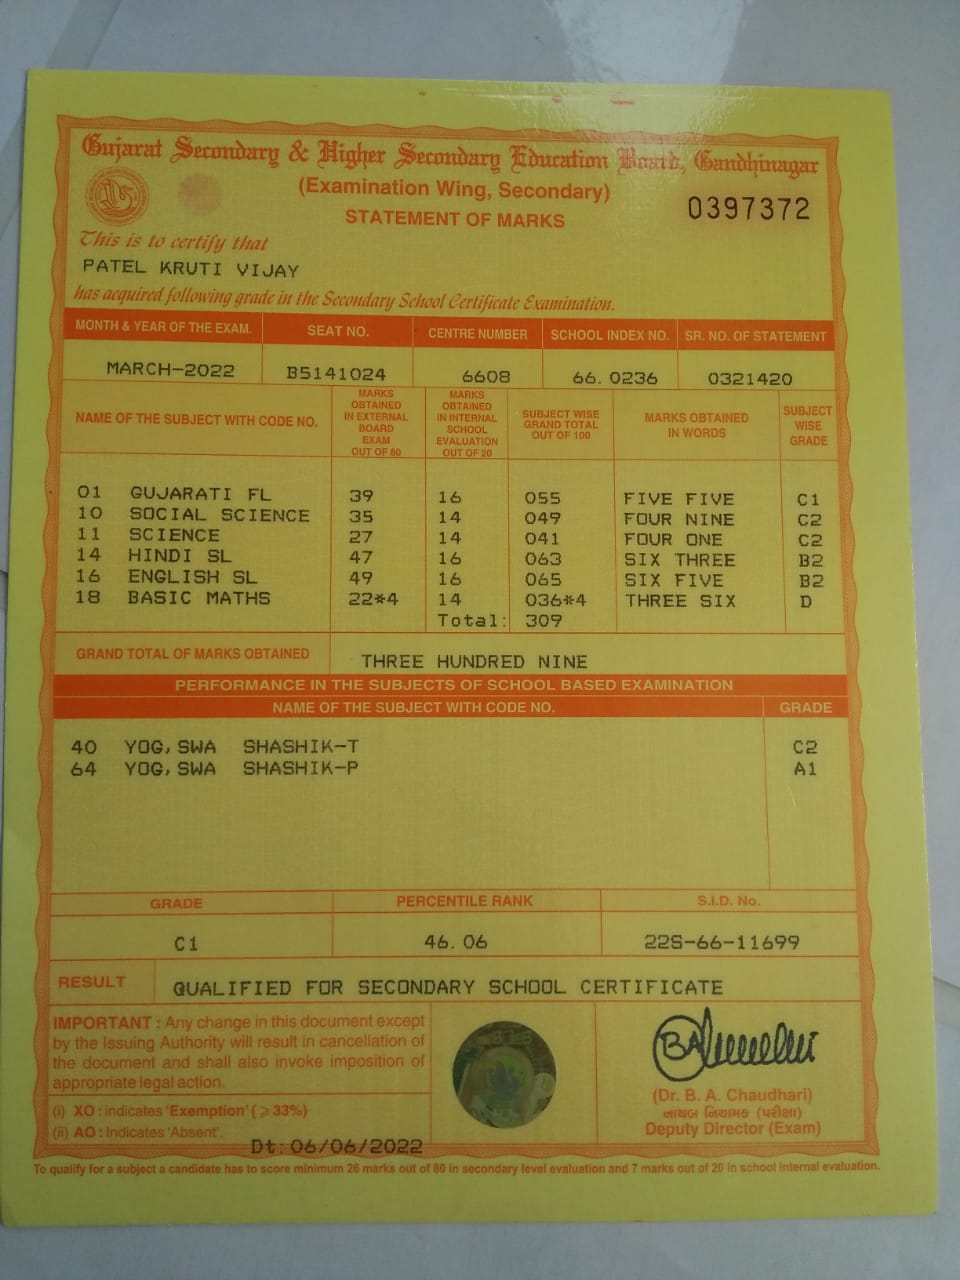 Gujarat Secondary & Higher Secondary Education Board, Gandhinagar
(Examination Wing, Secondary)
STATEMENT OF MARKS
0397372
This is to certify that
PATEL KRUTI VIJAY
has acquired following grade in the Secondary School Certificate Examination.
MONTH & YEAR OF THE EXAM. SEAT NO. CENTRE NUMBER SCHOOL INDEX NO. SR. NO. OF STATEMENT
MARCH-2022 B5141024 6608 66.0236 0321420
NAME OF THE SUBJECT WITH CODE NO. MARKS OBTAINED IN EXTERNAL BOARD EXAM OUT OF 80 MARKS OBTAINED IN INTERNAL SCHOOL EVALUATION OUT OF 20 SUBJECT WISE GRAND TOTAL OUT OF 100 MARKS OBTAINED IN WORDS SUBJECT WISE GRADE
01 GUJARATI FL 39 16 055 FIVE FIVE C1
10 SOCIAL SCIENCE 35 14 049 FOUR NINE C2
11 SCIENCE 27 14 041 FOUR ONE C2
14 HINDI SL 47 16 063 SIX THREE B2
16 ENGLISH SL 49 16 065 SIX FIVE B2
18 BASIC MATHS 22*4 14 036*4 THREE SIX D
Total: 309
GRAND TOTAL OF MARKS OBTAINED THREE HUNDRED NINE
PERFORMANCE IN THE SUBJECTS OF SCHOOL BASED EXAMINATION
NAME OF THE SUBJECT WITH CODE NO. GRADE
40 YOG,SWA SHASHIK-T C2
64 YOG,SWA SHASHIK-P A1
GRADE PERCENTILE RANK S.I.D. No.
C1 46.06 22S-66-11699
RESULT QUALIFIED FOR SECONDARY SCHOOL CERTIFICATE
IMPORTANT : Any change in this document except
by the Issuing Authority will result in cancellation of
the document and shall also invoke imposition of
appropriate legal action.
(i) XO : indicates 'Exemption' (⩾33%)
(ii) AO : Indicates 'Absent'.
Dt:06/06/2022
(Dr. B. A. Chaudhari)
નાયબ નિયામક (પરીક્ષા)
Deputy Director (Exam)
To qualify for a subject a candidate has to score minimum 26 marks out of 80 in secondary level evaluation and 7 marks out of 20 in school internal evaluation.